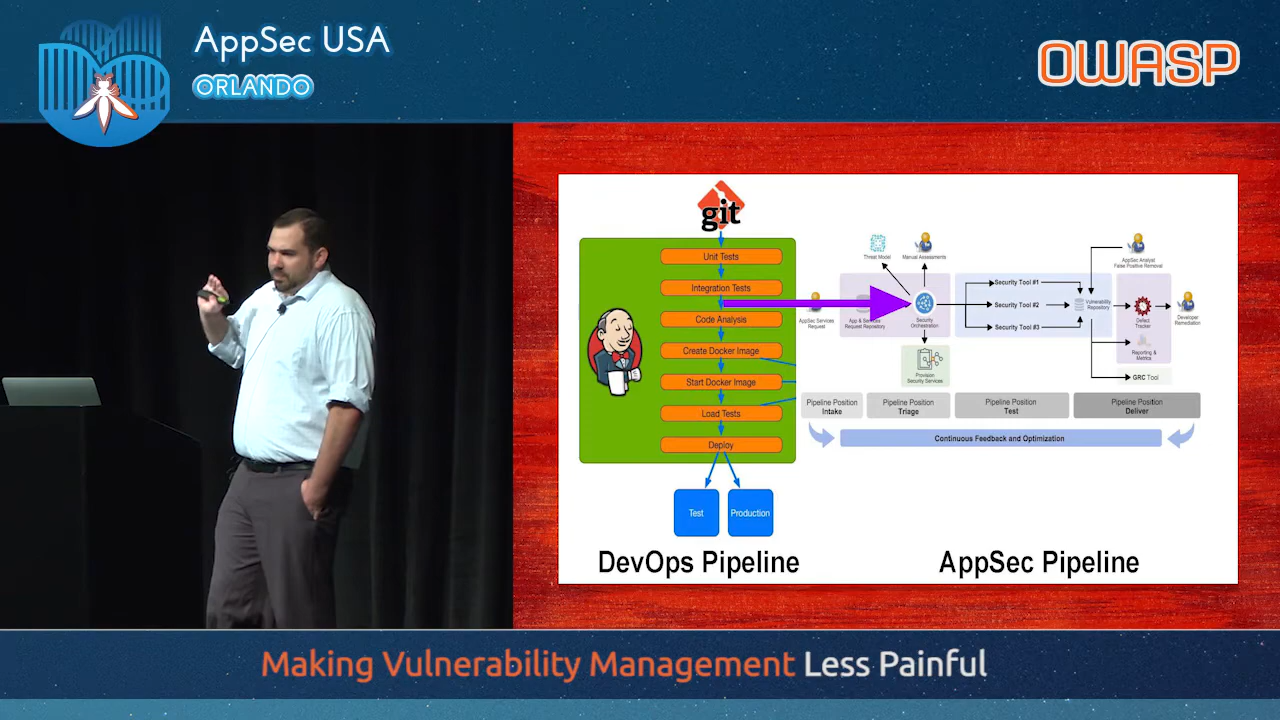 AppSec USA
ORLANDO
OWASP
git
Unit Tests
Integration Tests
Code Analysis
Create Docker Image
Start Docker Image
Load Tests
Deploy
Test
Production
DevOps Pipeline
Threat Model
Manual Assessments
AppSec Analyst
False Positive Removal
AppSec Services
Request
App & Services
Request Repository
Security
Orchestration
Security Tool #1
Security Tool #2
Security Tool #3
Vulnerability
Repository
Defect
Tracker
Developer
Remediation
Provision
Security Services
Reporting &
Metrics
GRC Tool
Pipeline Position
Intake
Pipeline Position
Triage
Pipeline Position
Test
Pipeline Position
Deliver
Continuous Feedback and Optimization
AppSec Pipeline
Making Vulnerability Management Less Painful